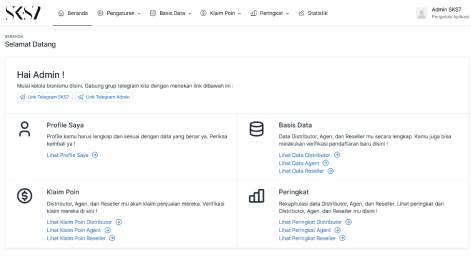 SKS7
Beranda
Pengaturan
Basis Data
Klaim Poin
Peringkat
Statistik
Admin SKS7
Pengelola Aplikasi
BERANDA
Selamat Datang
Hai Admin !
Mulai kelola bisnismu disini. Gabung grup telegram kita dengan menekan link dibawah ini :
Link Telegram SKS7
Link Telegram Admin
Profile Saya
Profile kamu harus lengkap dan sesuai dengan data yang benar ya. Periksa
kembali ya !
Lihat Profile Saya
Basis Data
Data Distributor, Agen, dan Reseller mu secara lengkap. Kamu juga bisa
melakukan verifikasi pendaftaran baru disini !
Lihat Data Distributor
Lihat Data Agent
Lihat Data Reseller
Klaim Poin
Distributor, Agen, dan Reseller mu akan klaim penjualan mereka. Verifikasi
klaim mereka di sini !
Lihat Klaim Poin Distributor
Lihat Klaim Poin Agent
Lihat Klaim Poin Reseller
Peringkat
Rekapitulasi data Distributor, Agen, dan Reseller. Lihat peringkat dari
Distributor, Agen, dan Reseller mu disini !
Lihat Peringkat Distributor
Lihat Peringkat Agent
Lihat Peringkat Reseller